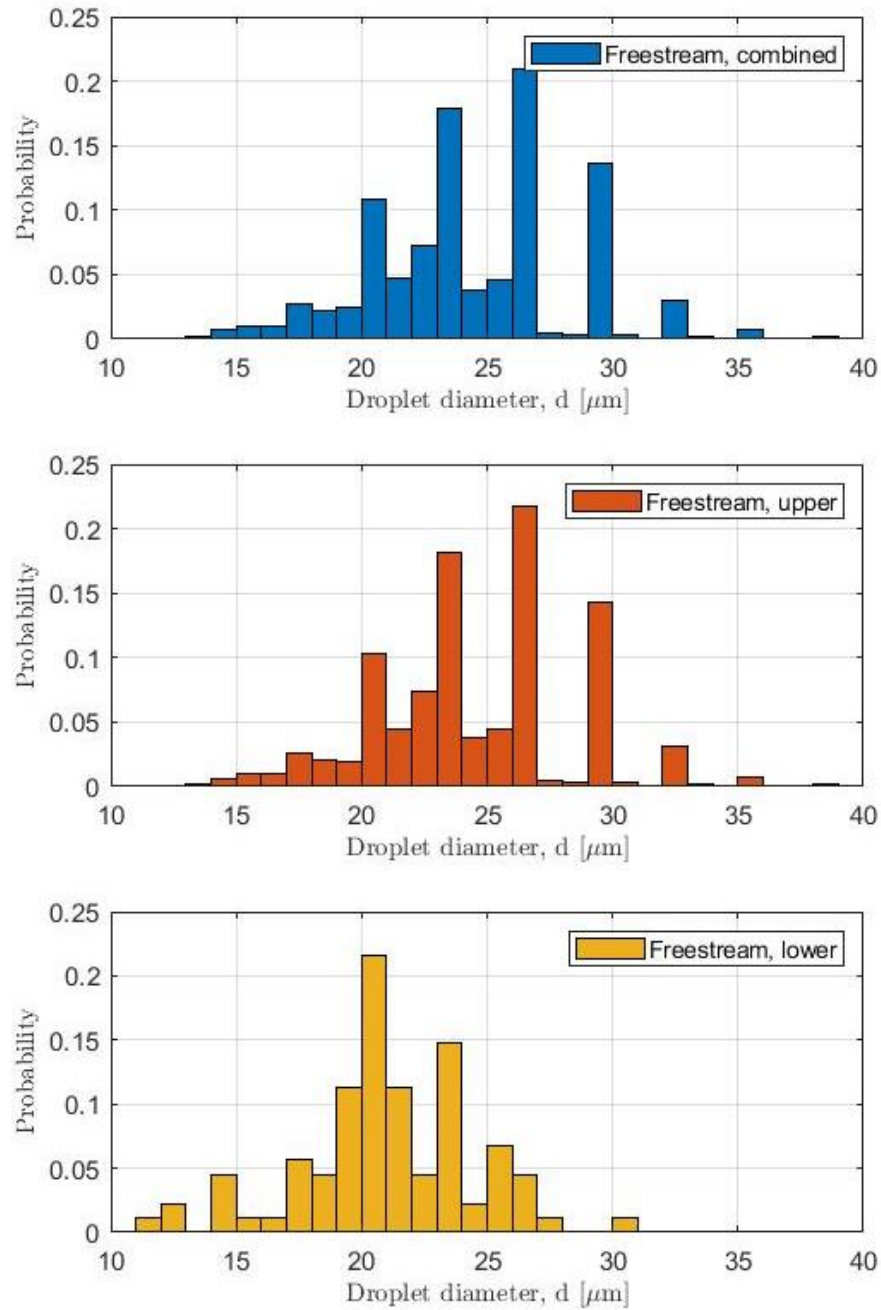 0.25
Freestream, combined
0.2
0.15
Probability
0.1
0.05
0
10 15 20 25 30 35 40
Droplet diameter, d [μm]
0.25
Freestream, upper
0.2
0.15
Probability
0.1
0.05
0
10 15 20 25 30 35 40
Droplet diameter, d [μm]
0.25
Freestream, lower
0.2
0.15
Probability
0.1
0.05
0
10 15 20 25 30 35 40
Droplet diameter, d [μm]